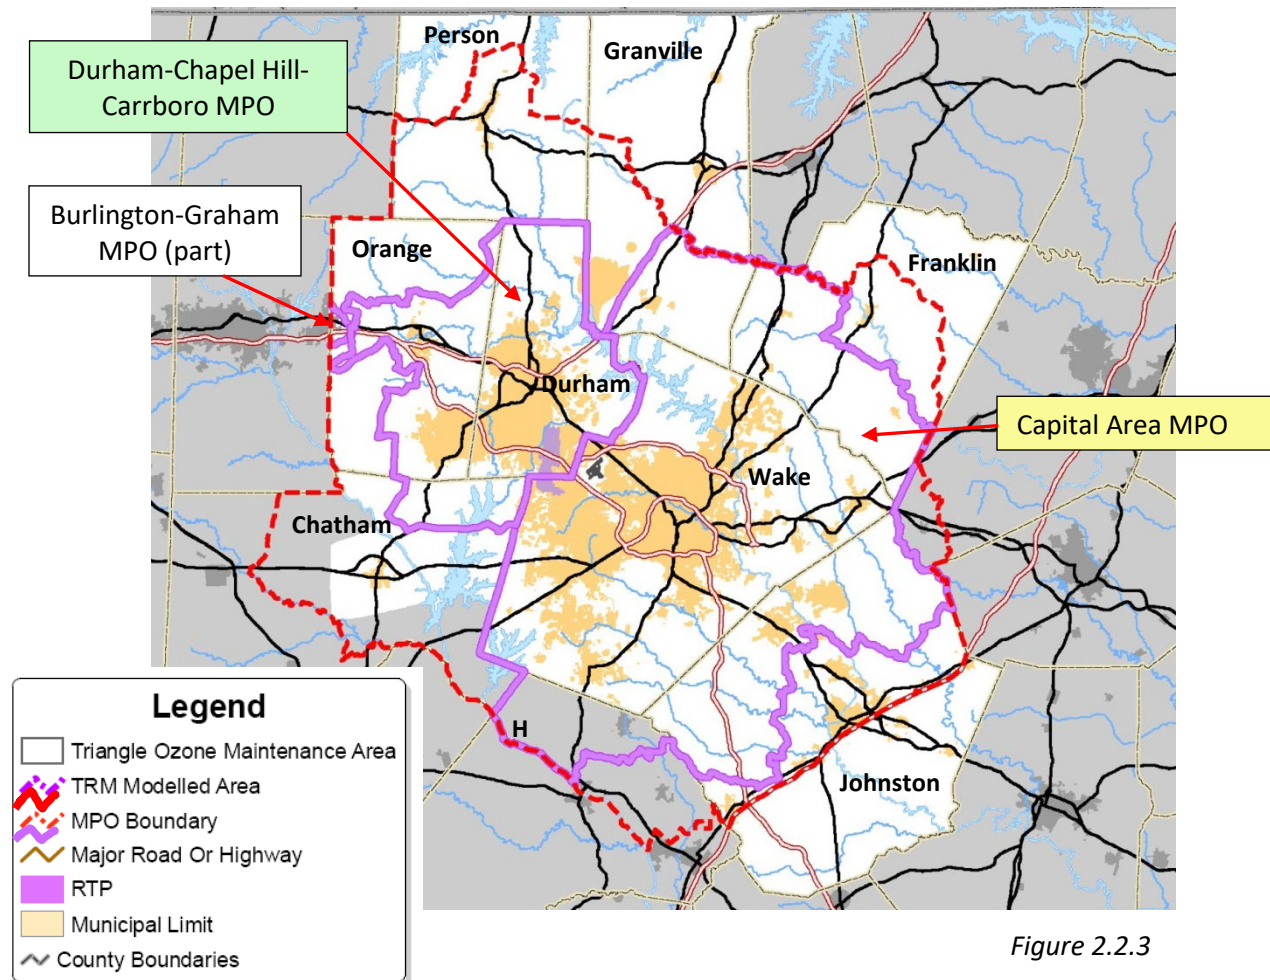 Person
Granville
Durham-Chapel Hill-
Carrboro MPO
Burlington-Graham
MPO (part)
Orange
Franklin
Durham
Capital Area MPO
Wake
Chatham
H
Johnston
Legend
Triangle Ozone Maintenance Area
TRM Modelled Area
MPO Boundary
Major Road Or Highway
RTP
Municipal Limit
County Boundaries
Figure 2.2.3